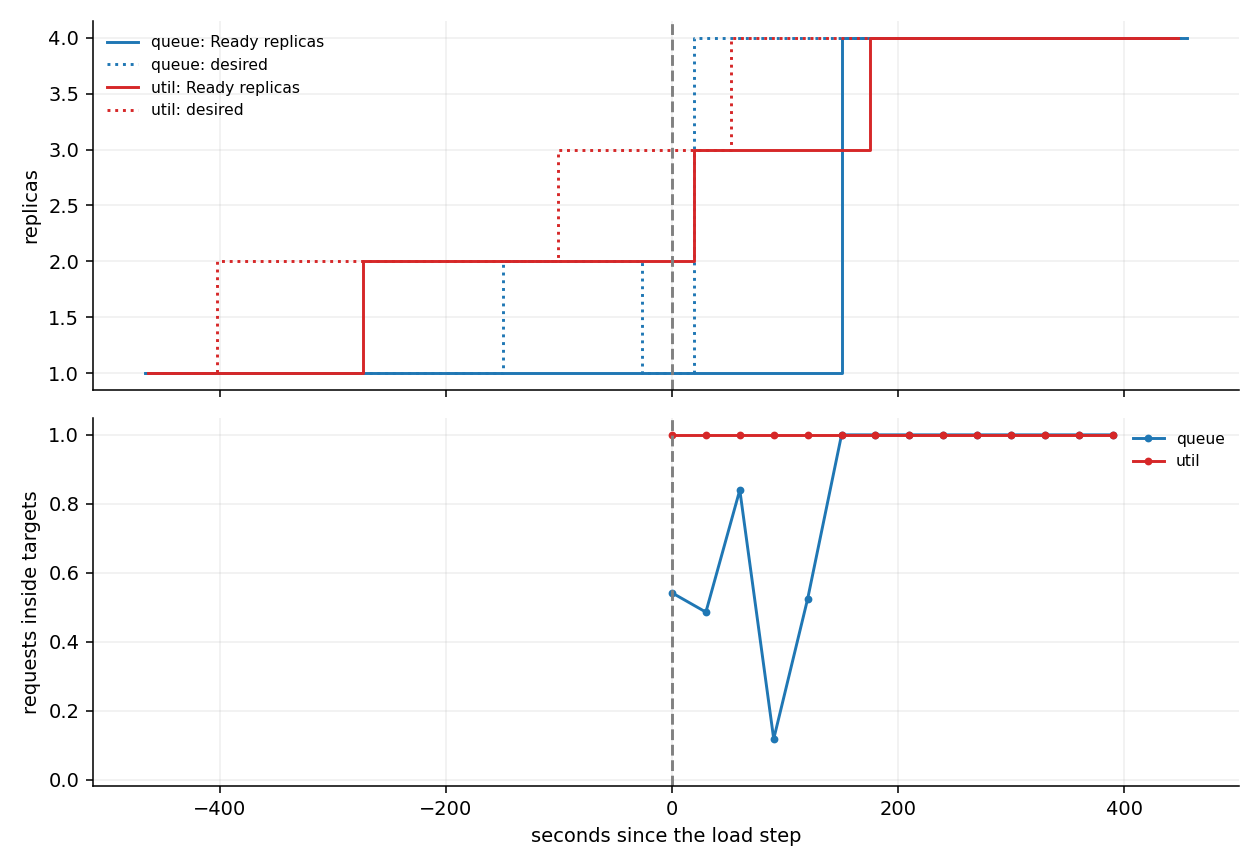 4.0
3.5
3.0
2.5
2.0
1.5
1.0
replicas
queue: Ready replicas
queue: desired
util: Ready replicas
util: desired
1.0
0.8
0.6
0.4
0.2
0.0
requests inside targets
queue
util
−400
−200
0
200
400
seconds since the load step